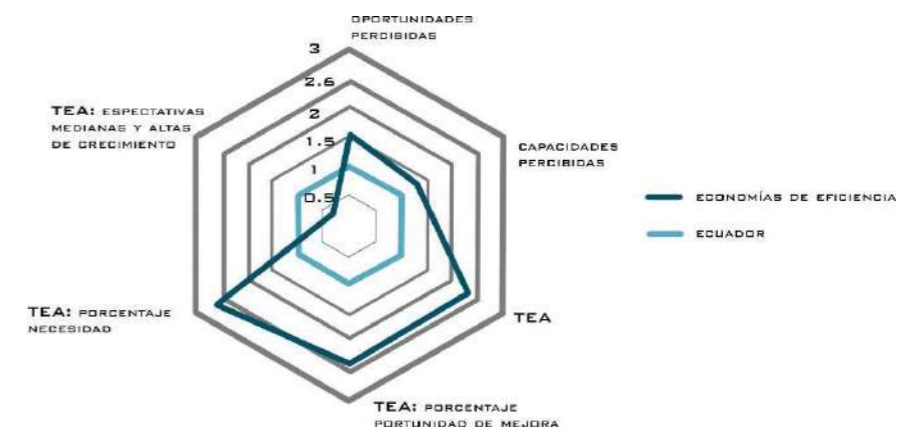 OPORTUNIDADES
PERCIBIDAS
3
2.6
2
1.5
1
0.5
TEA: ESPECTATIVAS
MEDIANAS Y ALTAS
DE CRECIMIENTO
CAPACIDADES
PERCIBIDAS
ECONOMÍAS DE EFICIENCIA
ECUADOR
TEA: PORCENTAJE
NECESIDAD
TEA
TEA: PORCENTAJE
PORTUNIDAD DE MEJORA